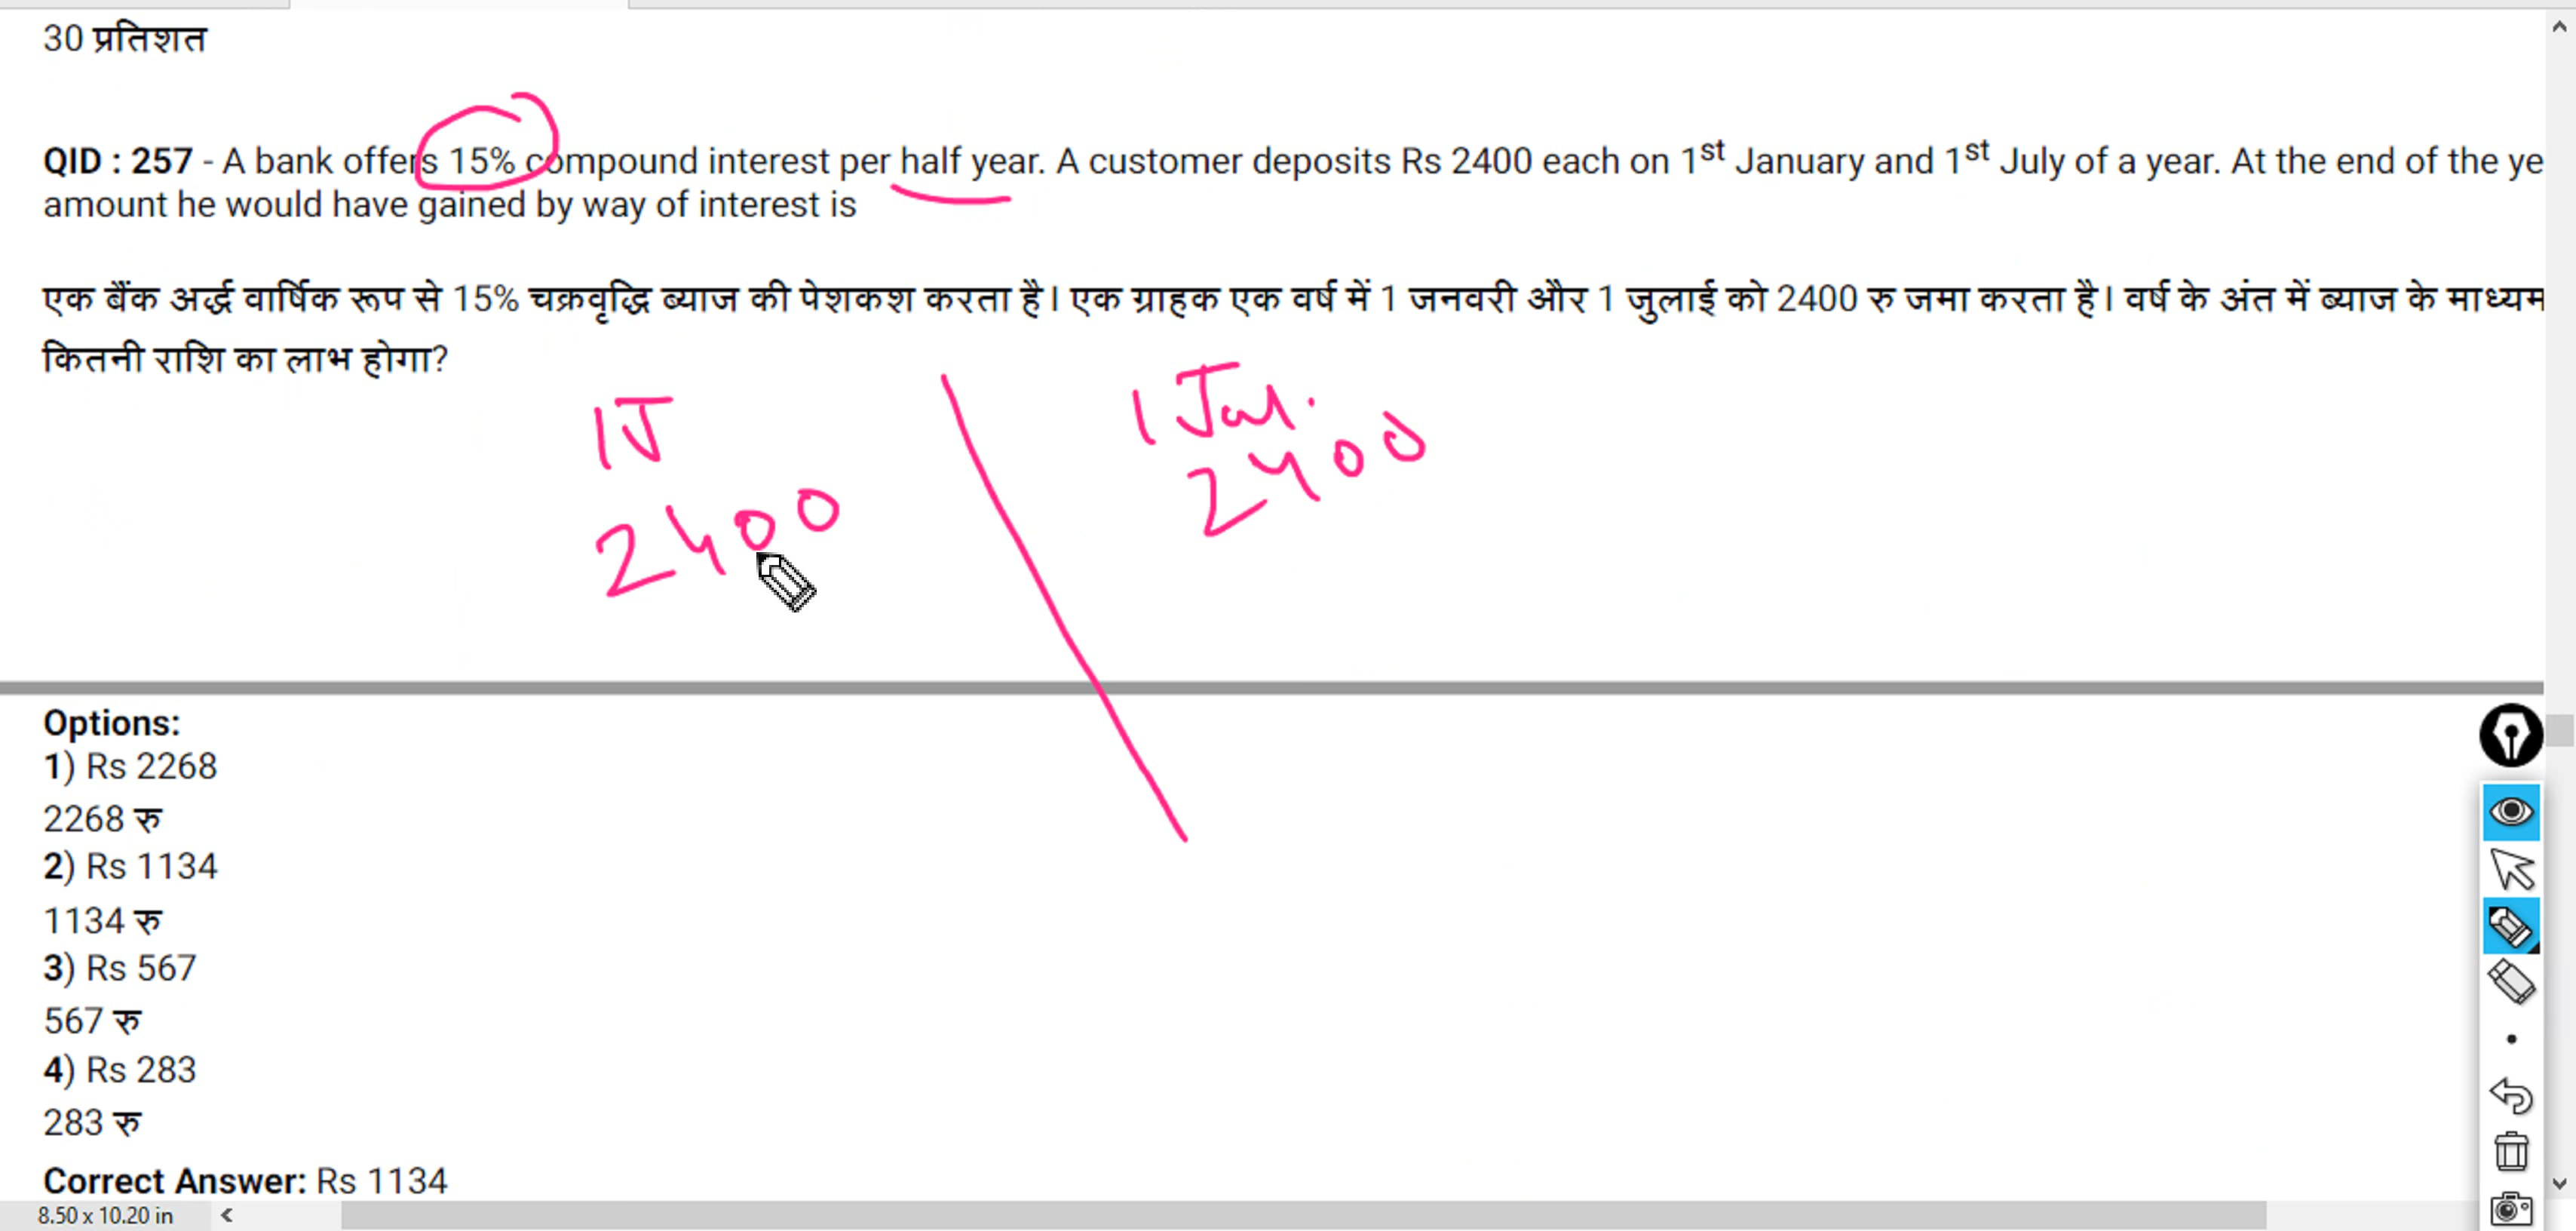 30 प्रतिशत
QID : 257 - A bank offers 15% compound interest per half year. A customer deposits Rs 2400 each on 1st January and 1st July of a year. At the end of the ye
amount he would have gained by way of interest is
एक बैंक अर्द्ध वार्षिक रूप से 15% चक्रवृद्धि ब्याज की पेशकश करता है। एक ग्राहक एक वर्ष में 1 जनवरी और 1 जुलाई को 2400 रु जमा करता है। वर्ष के अंत में ब्याज के माध्यम
कितनी राशि का लाभ होगा?
1J
2400
1 Jul.
2400
Options:
1) Rs 2268
2268 रु
2) Rs 1134
1134 रु
3) Rs 567
567 रु
4) Rs 283
283 रु
Correct Answer: Rs 1134
8.50 x 10.20 in